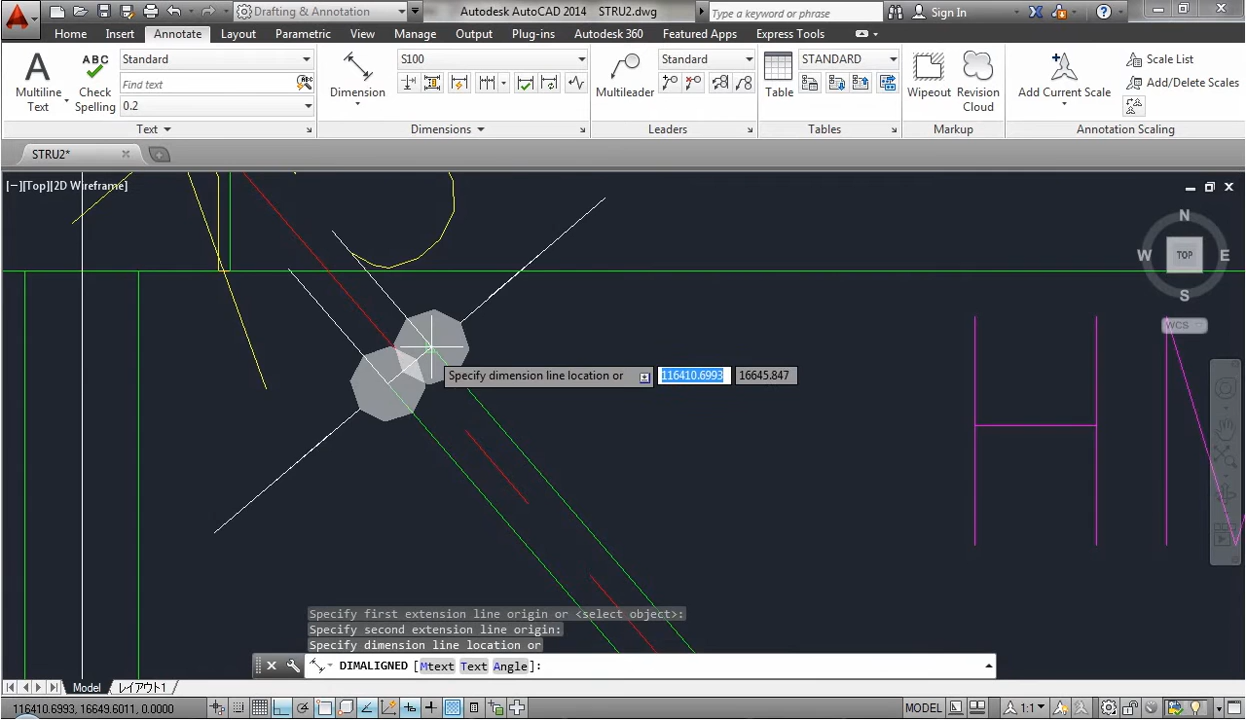 Drafting & Annotation
Autodesk AutoCAD 2014 STRU2.dwg
Type a keyword or phrase
Sign In
Home Insert Annotate Layout Parametric View Manage Output Plug-ins Autodesk 360 Featured Apps Express Tools
Multiline Text
ABC
Check Spelling
Standard
Find text
ABC
0.2
Text
Dimension
S100
Dimensions
Multileader
Standard
Leaders
Table
STANDARD
Tables
Wipeout
Revision Cloud
Markup
Add Current Scale
Scale List
Add/Delete Scales
Annotation Scaling
STRU2*
[−][Top][2D Wireframe]
N
W TOP E
S
WCS
H
Specify dimension line location or 116410.6993 16645.847
Specify first extension line origin or <select object>:
Specify second extension line origin:
Specify dimension line location or
DIMALIGNED [Mtext Text Angle]:
Model レイアウト1
116410.6993, 16649.6011, 0.0000
MODEL
1:1